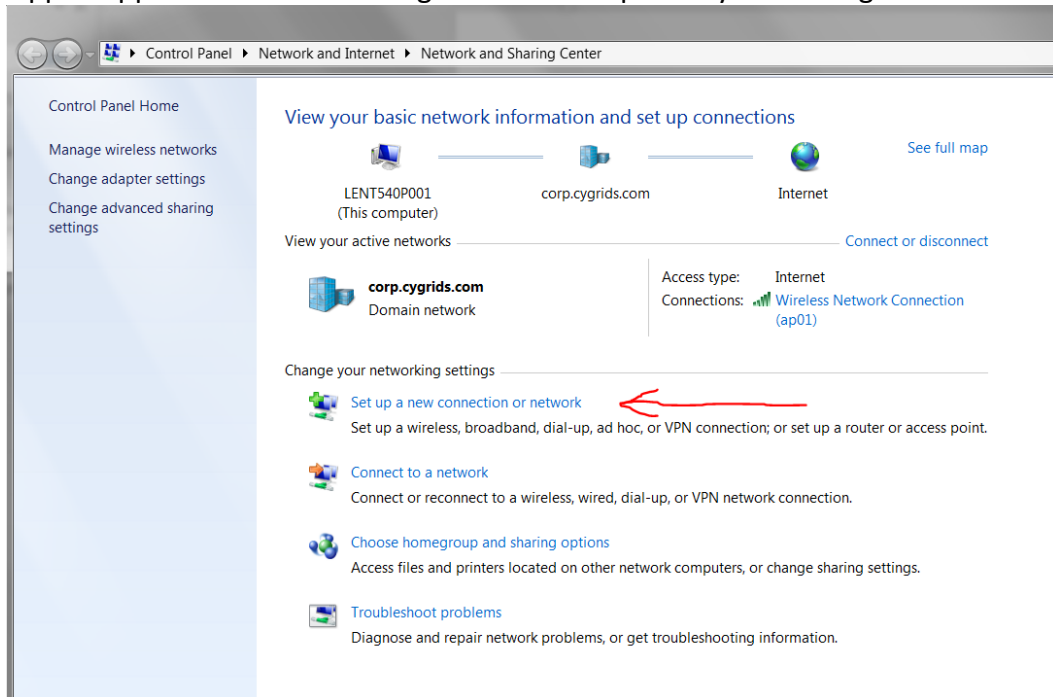 Control Panel ▸ Network and Internet ▸ Network and Sharing Center
Control Panel Home
Manage wireless networks
Change adapter settings
Change advanced sharing
settings
View your basic network information and set up connections
See full map
LENT540P001
(This computer)
corp.cygrids.com
Internet
View your active networks
Connect or disconnect
corp.cygrids.com
Domain network
Access type: Internet
Connections: Wireless Network Connection
(ap01)
Change your networking settings
Set up a new connection or network
Set up a wireless, broadband, dial-up, ad hoc, or VPN connection; or set up a router or access point.
Connect to a network
Connect or reconnect to a wireless, wired, dial-up, or VPN network connection.
Choose homegroup and sharing options
Access files and printers located on other network computers, or change sharing settings.
Troubleshoot problems
Diagnose and repair network problems, or get troubleshooting information.